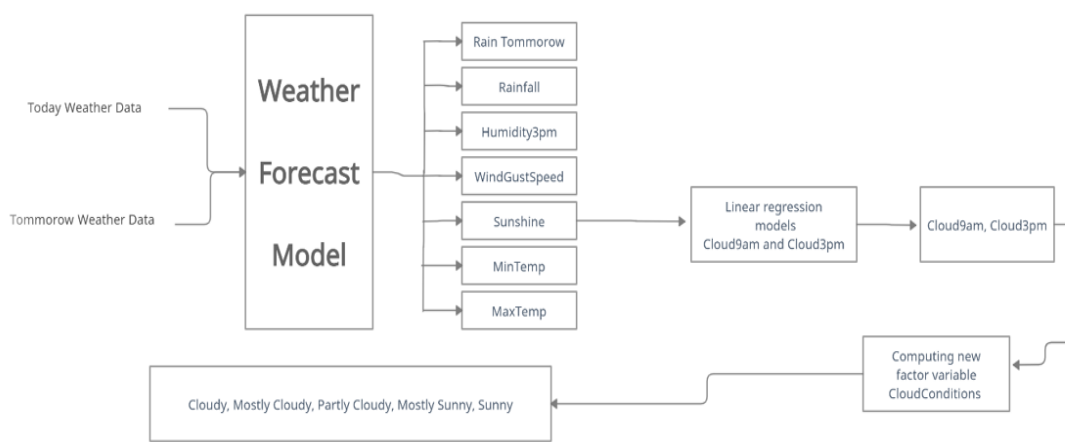 Today Weather Data
Tommorow Weather Data
Weather
Forecast
Model
Rain Tommorow
Rainfall
Humidity3pm
WindGustSpeed
Sunshine
MinTemp
MaxTemp
Linear regression
models
Cloud9am and Cloud3pm
Cloud9am, Cloud3pm
Computing new
factor variable
CloudConditions
Cloudy, Mostly Cloudy, Partly Cloudy, Mostly Sunny, Sunny